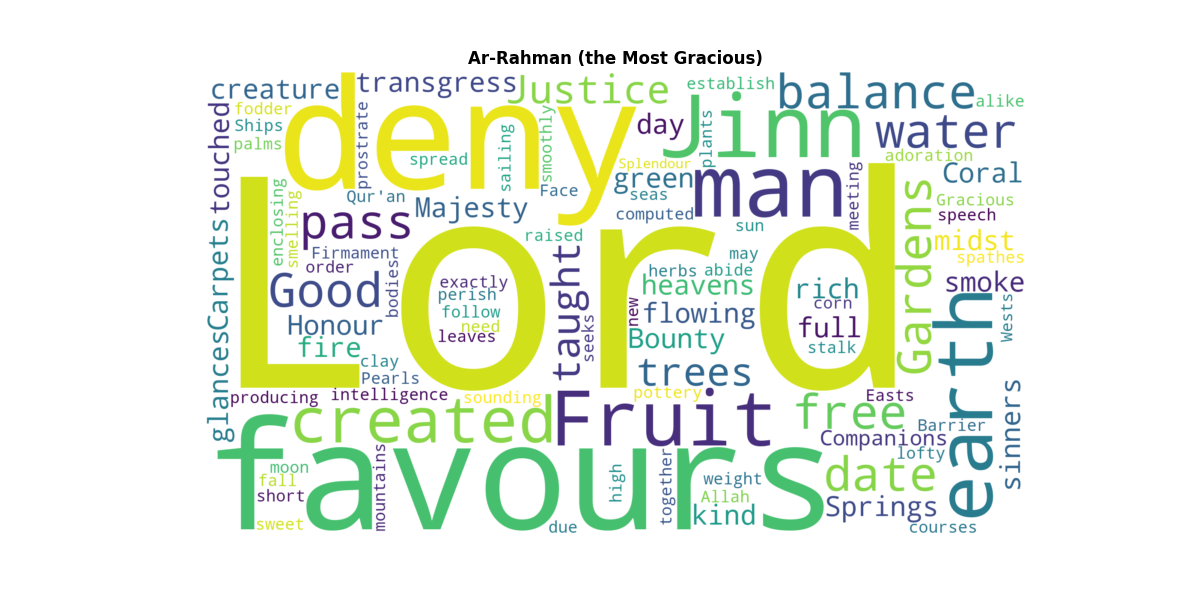 Ar-Rahman (the Most Gracious)
creature
transgress
Justice
establish
balance
alike
fodder
Ships
palms
touched
deny
prostrate
spread
sailing
smoothly
day
Jinn
plants
water
Splendour
adoration
Coral
Qur'an
Face
green
seas
computed
man
meeting
Gracious
speech
enclosing
smelling
pass
Majesty
raised
sun
Gardens
midst
spathes
Firmament
order
Good
bodies
exactly
perish
follow
need
leaves
Lord
taught
seeks
may
herbs
abide
heavens
new
flowing
Bounty
rich
corn
full
stalk
smoke
earth
Wests
Carpets
glances
Honour
fire
clay
Pearls
trees
producing
intelligence
sounding
pottery
Easts
created
Fruit
free
Barrier
Companions
lofty
sinners
favours
moon
fall
short
sweet
mountains
high
due
together
weight
Allah
kind
date
Springs
courses